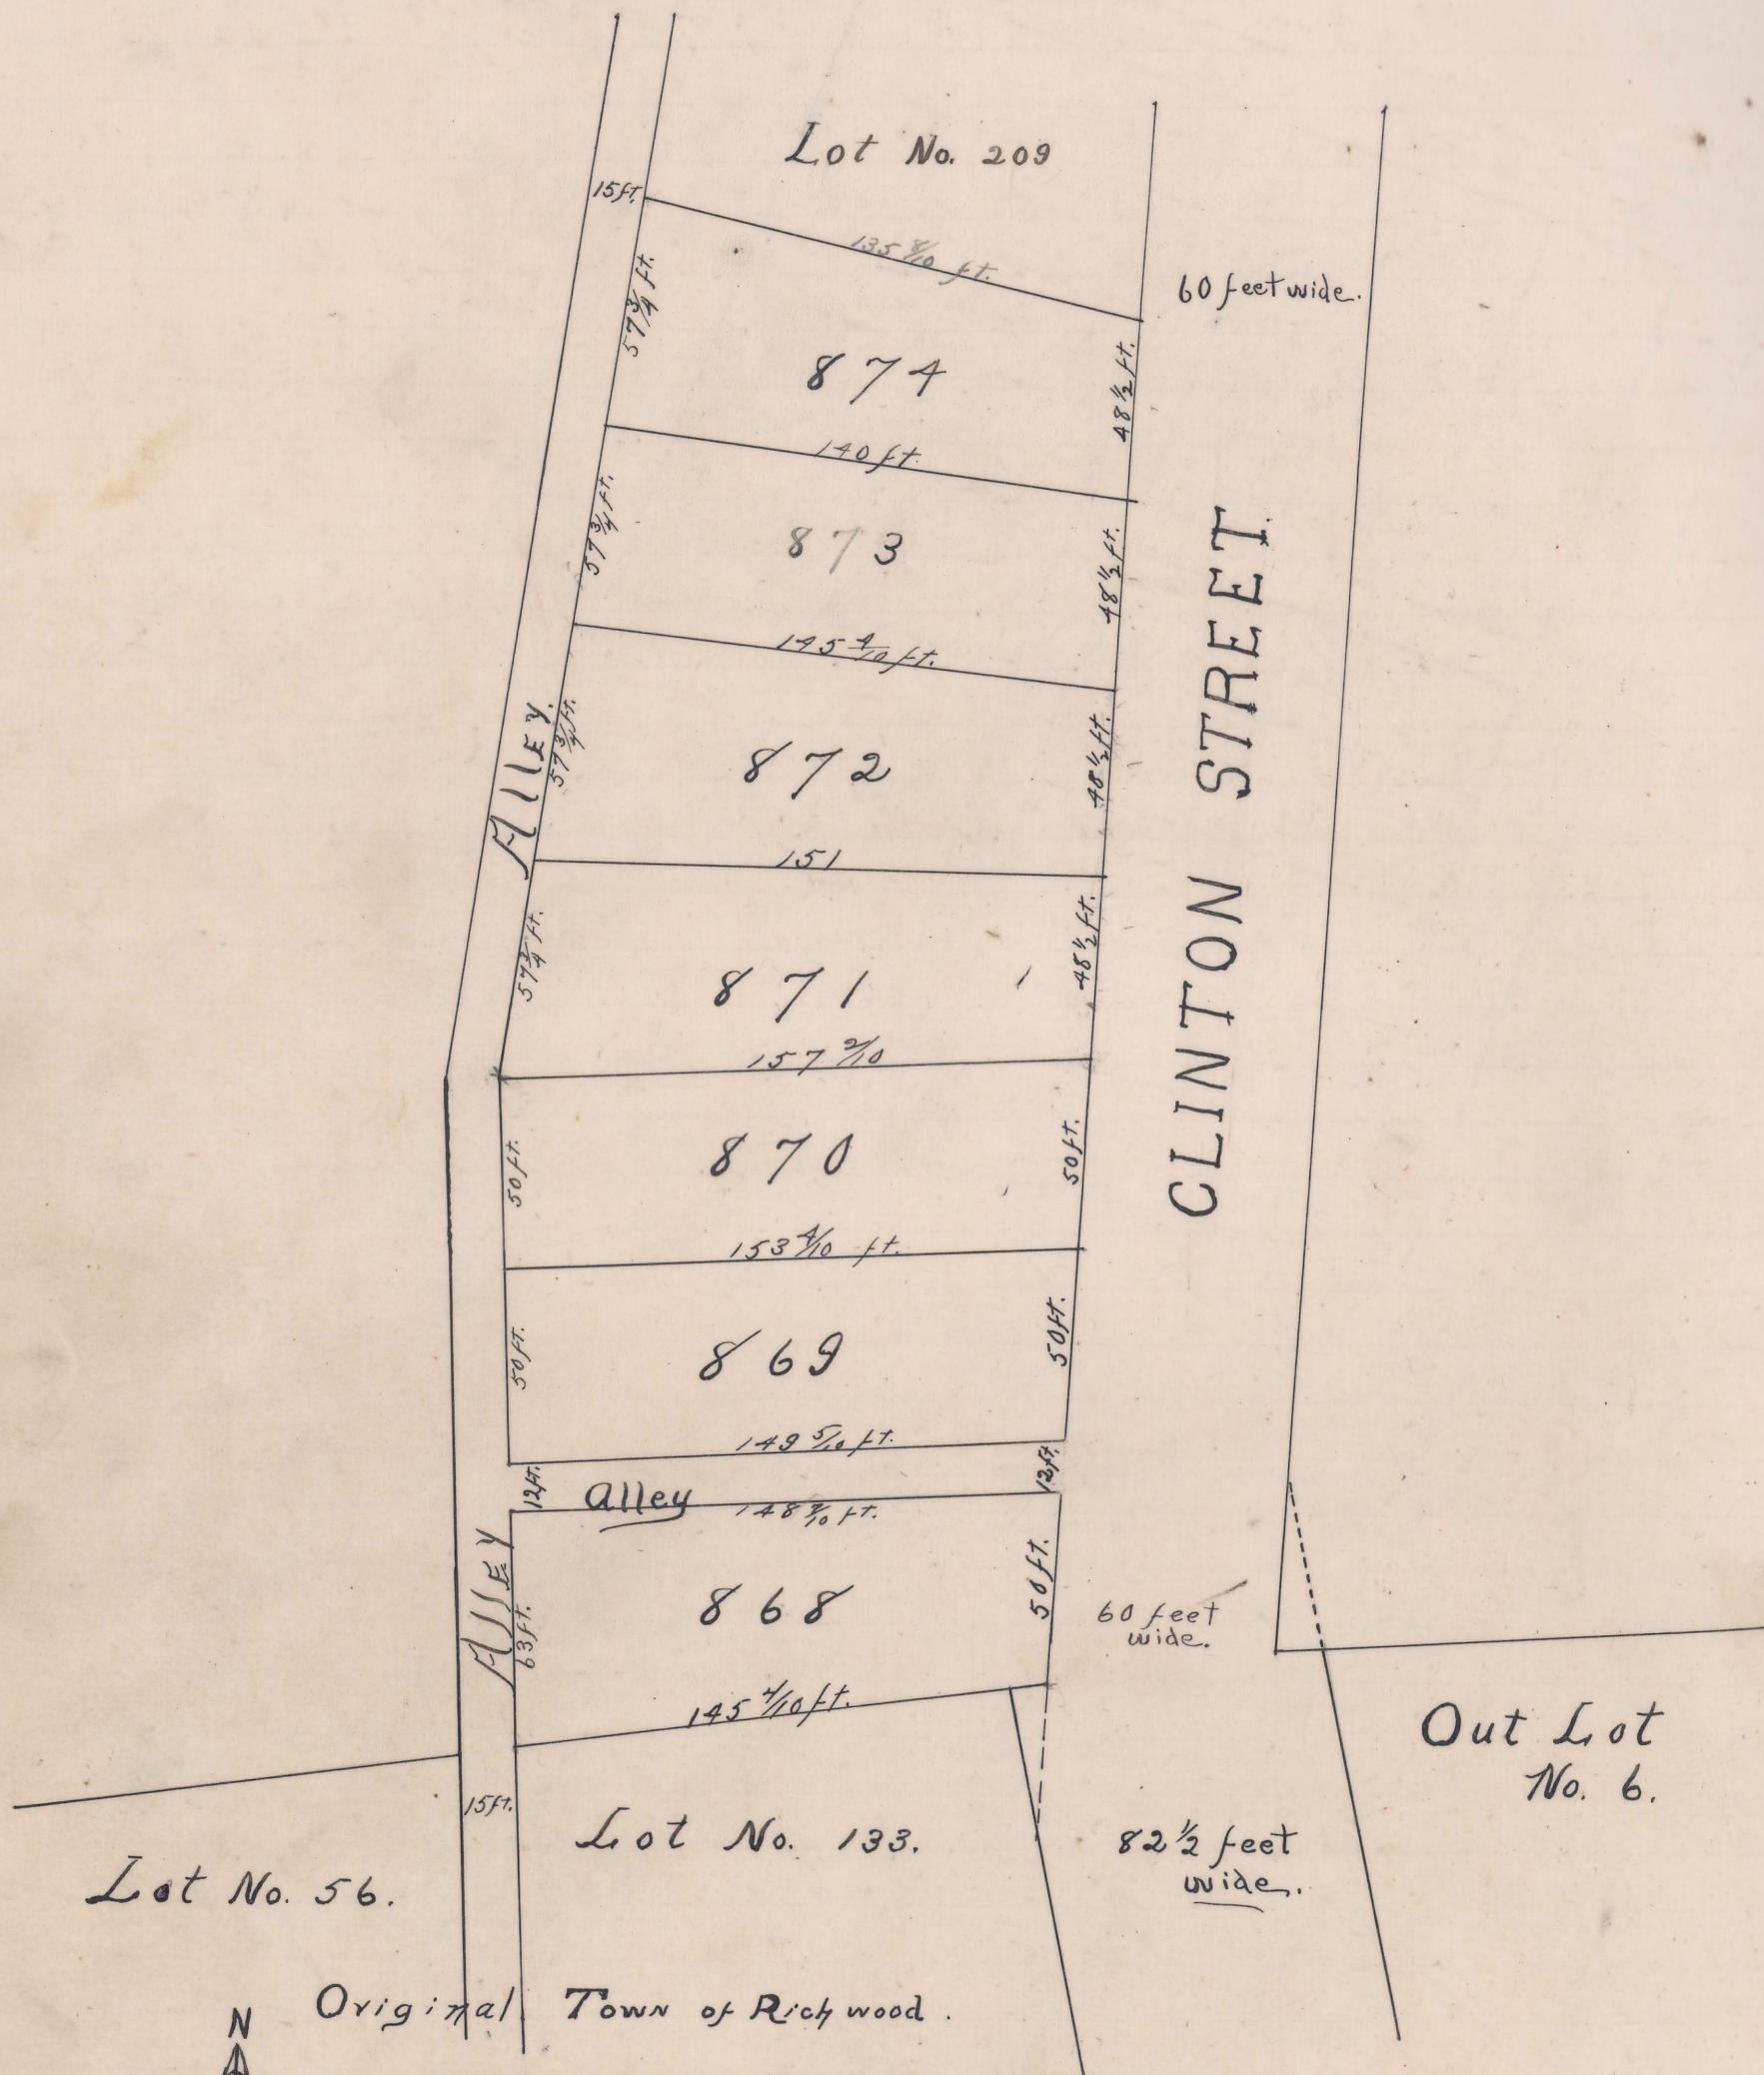 Lot No. 209
15 ft.
135 8/10 ft.
60 feet wide.
57 3/4 ft.
874
48 1/2 ft.
140 ft.
57 3/4 ft.
873
48 1/2 ft.
145 4/10 ft.
Alley.
57 3/4 ft.
872
48 1/2 ft.
CLINTON STREET.
151
57 3/4 ft.
871
48 1/2 ft.
157 2/10
50 ft.
870
50 ft.
153 4/10 ft.
50 ft.
869
50 ft.
149 5/10 ft.
12 ft.
Alley
12 ft.
ft.
Alley
63 ft.
868
50 ft.
60 feet
wide.
145 4/10 ft.
15 ft.
Out Lot
No. 6.
Lot No. 133.
82 1/2 feet
wide.
Lot No. 56.
Original Town of Richwood.
N